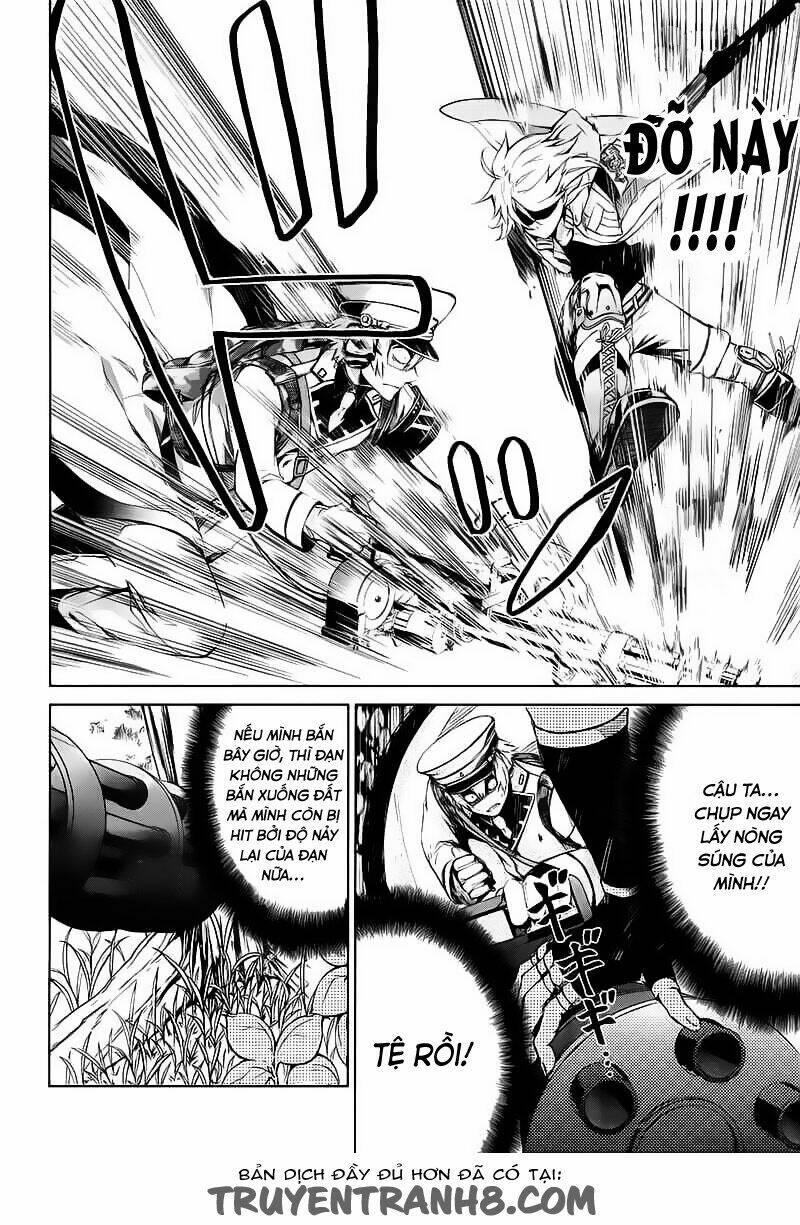 ĐỠ NÀY
!!!!
CẬU TA...
CHỤP NGAY
LẤY NÒNG
SÚNG CỦA
MÌNH!!
ギギギ...
TỆ RỒI!
NẾU MÌNH BẮN
BÂY GIỜ, THÌ ĐẠN
KHÔNG NHỮNG
BẮN XUỐNG ĐẤT
MÀ MÌNH CÒN BỊ
HIT BỞI ĐỘ NẢY
LẠI CỦA ĐẠN
NỮA...
BẢN DỊCH ĐẦY ĐỦ HƠN ĐÃ CÓ TẠI:
TRUYENTRANH8.COM